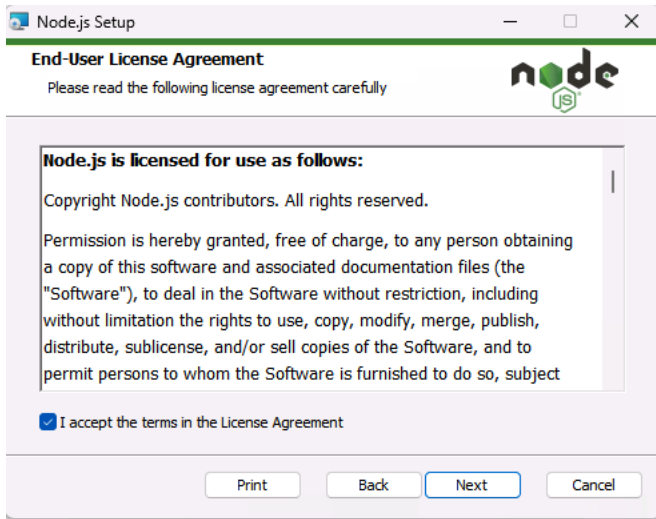 Node.js Setup
End-User License Agreement
Please read the following license agreement carefully
node
JS
Node.js is licensed for use as follows:
Copyright Node.js contributors. All rights reserved.
Permission is hereby granted, free of charge, to any person obtaining
a copy of this software and associated documentation files (the
"Software"), to deal in the Software without restriction, including
without limitation the rights to use, copy, modify, merge, publish,
distribute, sublicense, and/or sell copies of the Software, and to
permit persons to whom the Software is furnished to do so, subject
I accept the terms in the License Agreement
Print
Back
Next
Cancel